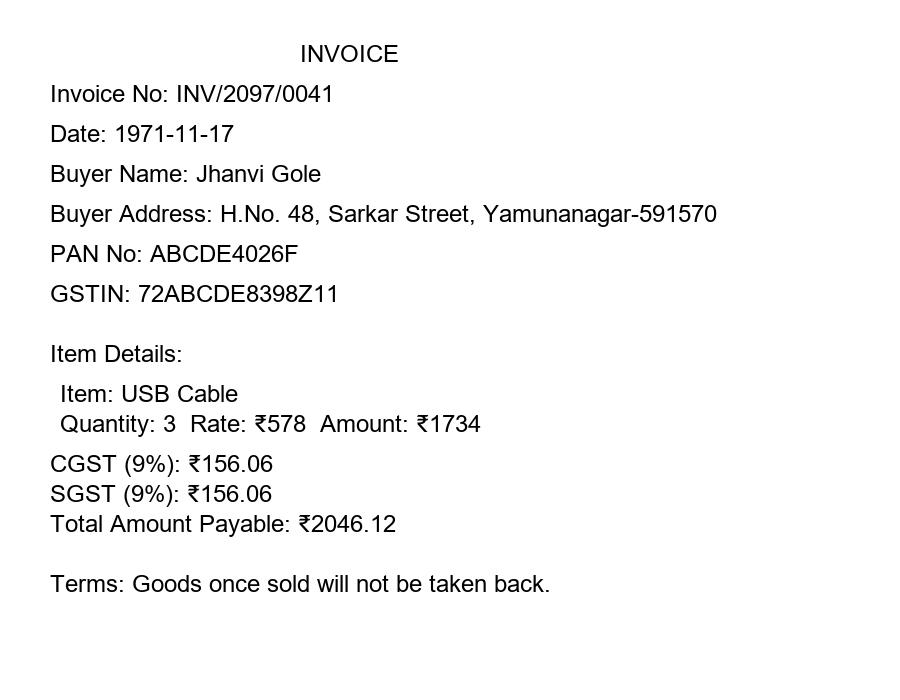 INVOICE
Invoice No: INV/2097/0041
Date: 1971-11-17
Buyer Name: Jhanvi Gole
Buyer Address: H.No. 48, Sarkar Street, Yamunanagar-591570
PAN No: ABCDE4026F
GSTIN: 72ABCDE8398Z11
Item Details:
Item: USB Cable
Quantity: 3  Rate: ₹578  Amount: ₹1734
CGST (9%): ₹156.06
SGST (9%): ₹156.06
Total Amount Payable: ₹2046.12
Terms: Goods once sold will not be taken back.